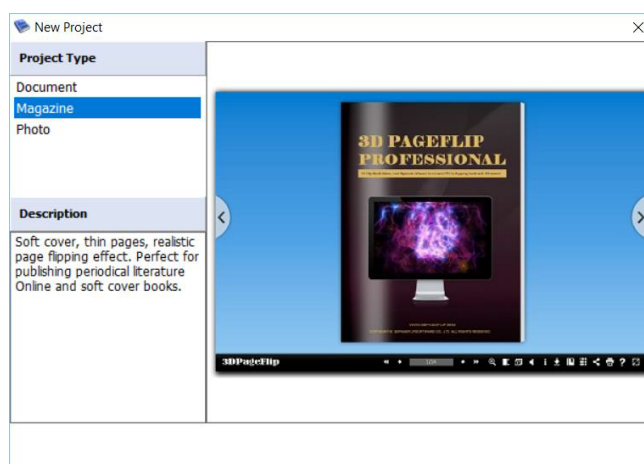 New Project
Project Type
Document
Magazine
Photo
Description
Soft cover, thin pages, realistic
page flipping effect. Perfect for
publishing periodical literature
Online and soft cover books.
3D PAGEFLIP
PROFESSIONAL
3DPageFlip